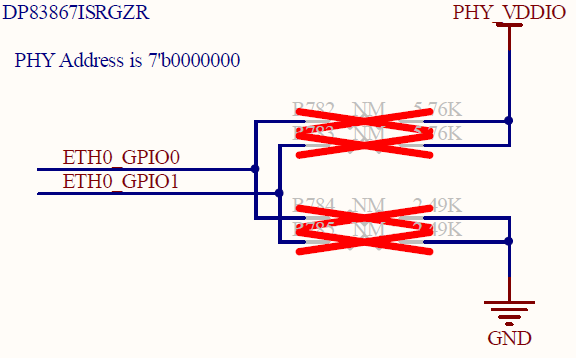 DP83867ISRGZR
PHY_VDDIO
PHY Address is 7'b0000000
R782 NM 5.76K
NM 5.76K
ETH0_GPIO0
ETH0_GPIO1
R784 NM 2.49K
R785 NM 2.49K
GND